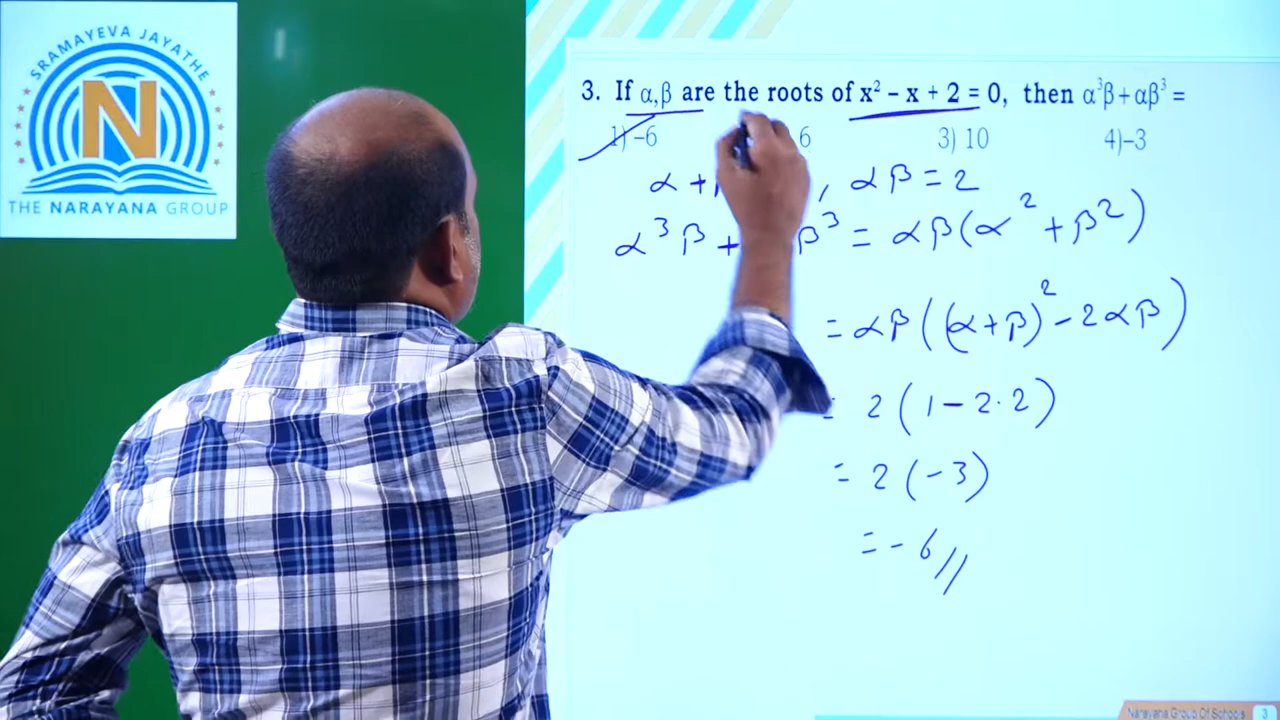 SRAMAYEVA JAYATHE
N
THE NARAYANA GROUP
3. If α,β are the roots of x² − x + 2 = 0, then α³β + αβ³ =
1) −6 6 3) 10 4) −3
α + , αβ = 2
α³β + β³ = αβ(α² + β²)
= αβ((α+β)² − 2αβ)
= 2(1 − 2·2)
= 2(−3)
= −6//
Narayana Group Of Schools 3